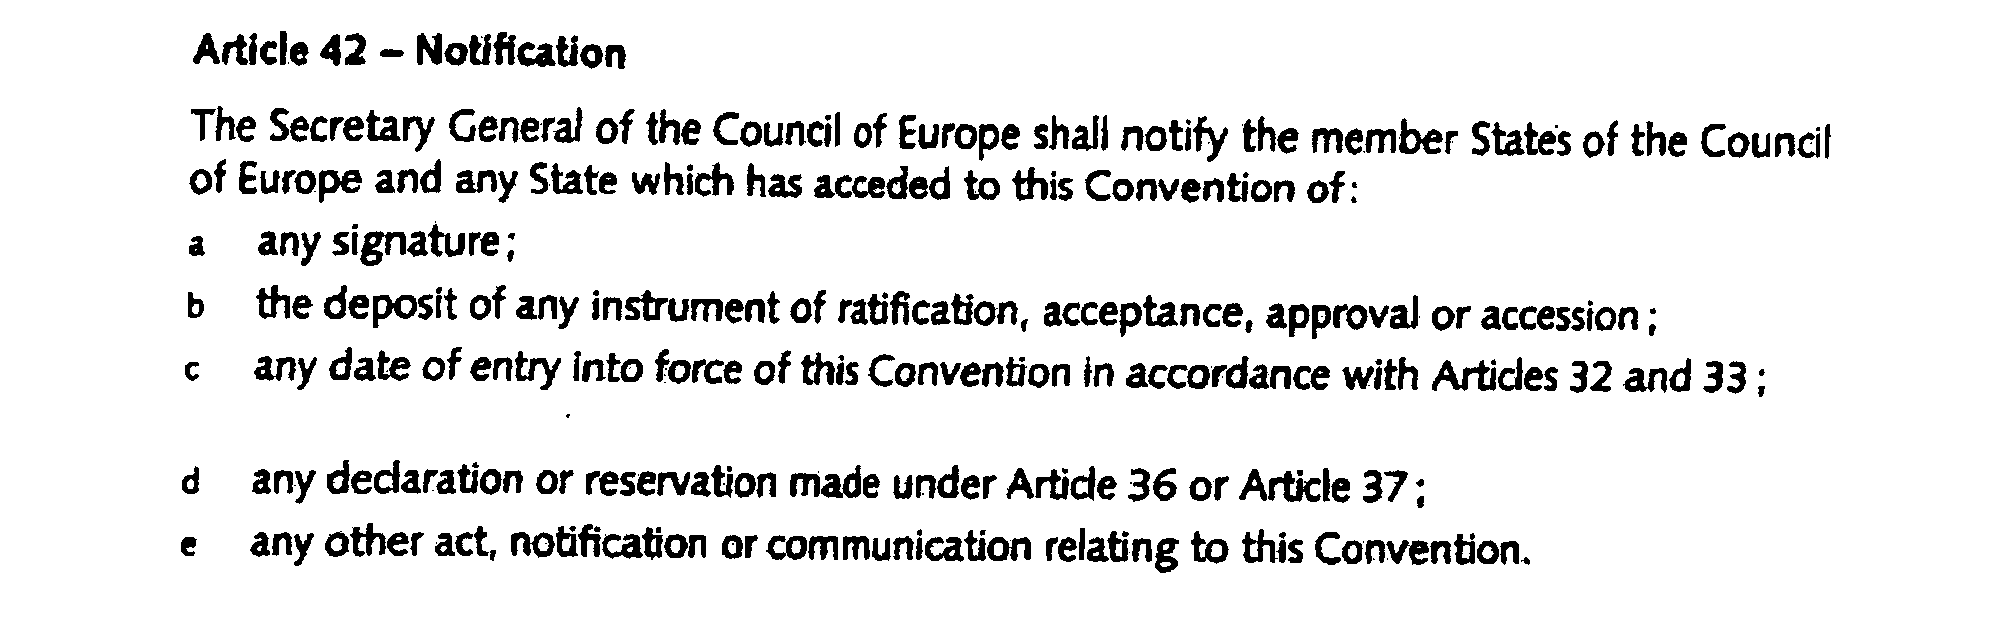 Article 42 – Notification
The Secretary General of the Council of Europe shall notify the member States of the Council
of Europe and any State which has acceded to this Convention of:
a any signature;
b the deposit of any instrument of ratification, acceptance, approval or accession;
c any date of entry into force of this Convention in accordance with Articles 32 and 33;
d any declaration or reservation made under Article 36 or Article 37;
e any other act, notification or communication relating to this Convention.